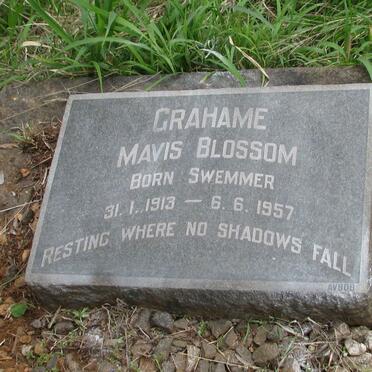 GRAHAME
MAVIS BLOSSOM
BORN SWEMMER
31.1.1913 — 6.6.1957
RESTING WHERE NO SHADOWS FALL